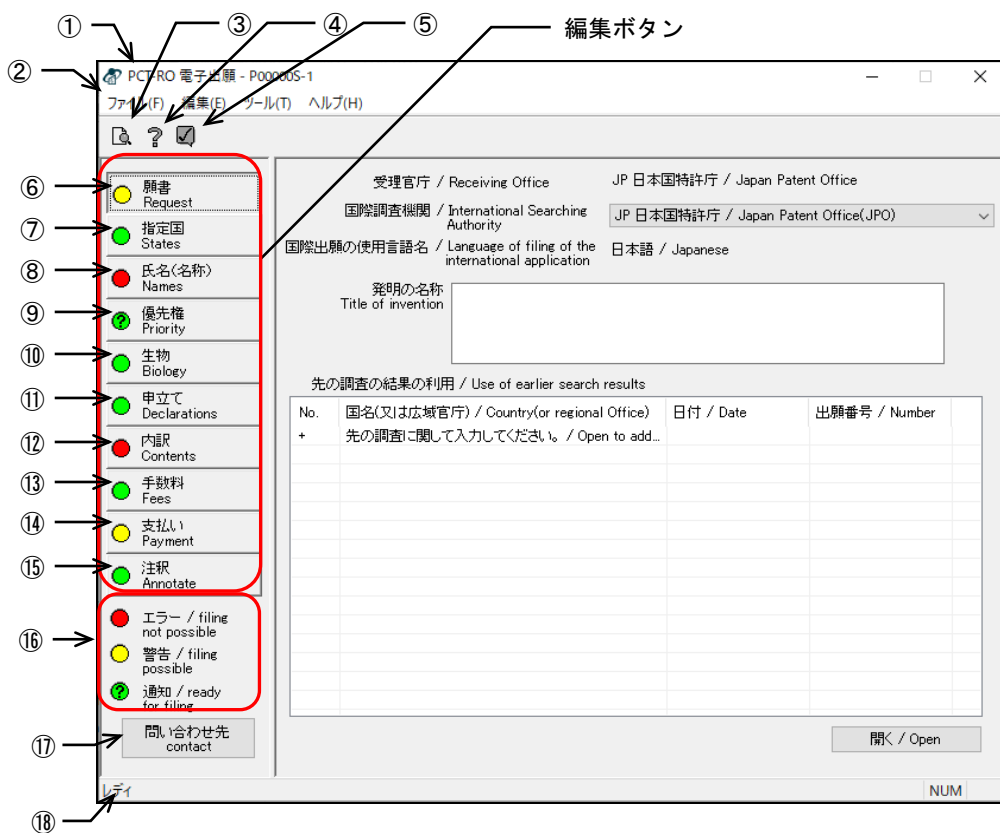 ① ③ ④ ⑤ 編集ボタン
②
PCT-RO 電子出願 - P00000S-1
ファイル(F) 編集(E) ツール(T) ヘルプ(H)
⑥ 願書
Request
⑦ 指定国
States
⑧ 氏名(名称)
Names
⑨ 優先権
Priority
⑩ 生物
Biology
⑪ 申立て
Declarations
⑫ 内訳
Contents
⑬ 手数料
Fees
⑭ 支払い
Payment
⑮ 注釈
Annotate
⑯
エラー / filing
not possible
警告 / filing
possible
? 通知 / ready
for filing
⑰ 問い合わせ先
contact
受理官庁 / Receiving Office JP 日本国特許庁 / Japan Patent Office
国際調査機関 / International Searching
Authority
JP 日本国特許庁 / Japan Patent Office(JPO)
国際出願の使用言語名 / Language of filing of the
international application
日本語 / Japanese
発明の名称
Title of invention
先の調査の結果の利用 / Use of earlier search results
No. 国名(又は広域官庁) / Country(or regional Office) 日付 / Date 出願番号 / Number
+ 先の調査に関して入力してください。 / Open to add...
開く / Open
レディ NUM
⑱